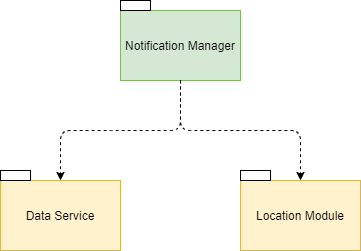 Notification Manager
Data Service
Location Module